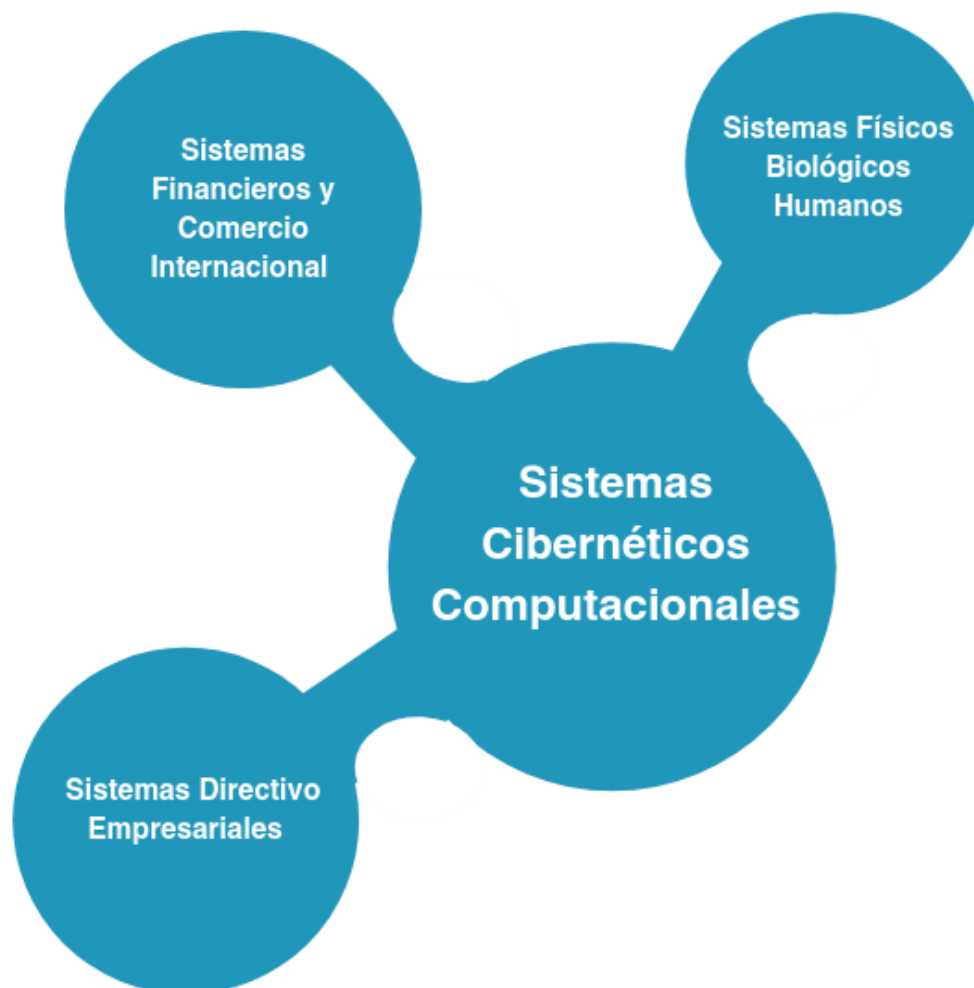 Sistemas
Financieros y
Comercio
Internacional
Sistemas Físicos
Biológicos
Humanos
Sistemas
Cibernéticos
Computacionales
Sistemas Directivo
Empresariales